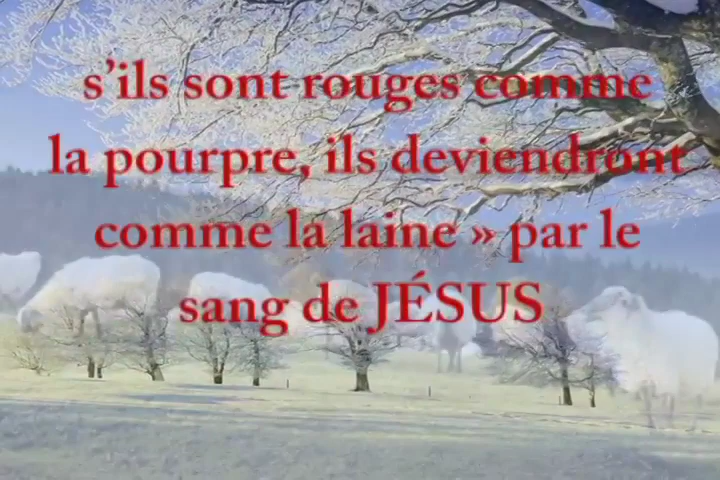 s’ils sont rouges comme
la pourpre, ils deviendront
comme la laine » par le
sang de JÉSUS